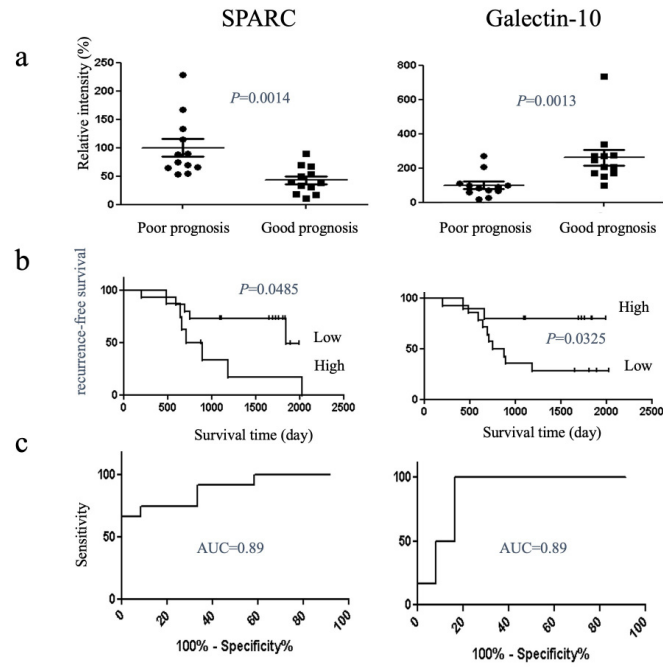 SPARC
Galectin-10
a
Relative intensity (%)
250
200
150
100
50
0
P=0.0014
Poor prognosis
Good prognosis
800
600
400
200
0
P=0.0013
Poor prognosis
Good prognosis
b
recurrence-free survival
100
50
0
P=0.0485
Low
High
0
500
1000
1500
2000
2500
Survival time (day)
100
50
0
High
P=0.0325
Low
0
500
1000
1500
2000
2500
Survival time (day)
c
Sensitivity
100
50
0
AUC=0.89
0
20
40
60
80
100
100% - Specificity%
100
50
0
AUC=0.89
0
20
40
60
80
100
100% - Specificity%